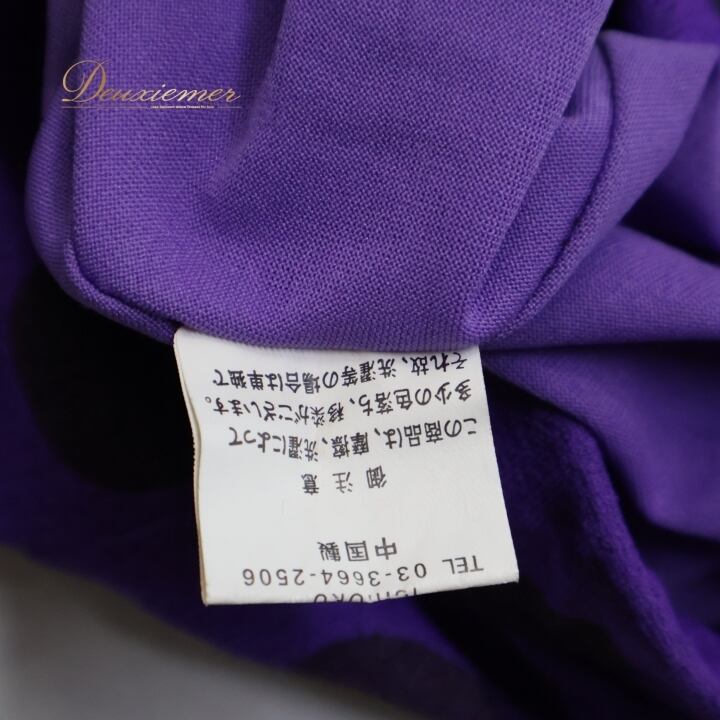 Deuxiemer
TEL 03-3664-2506
中国製
御 注 意
この商品は、摩擦、洗濯によって
多少の色落ち、移染がございます。
それ故、洗濯等の場合は単独で